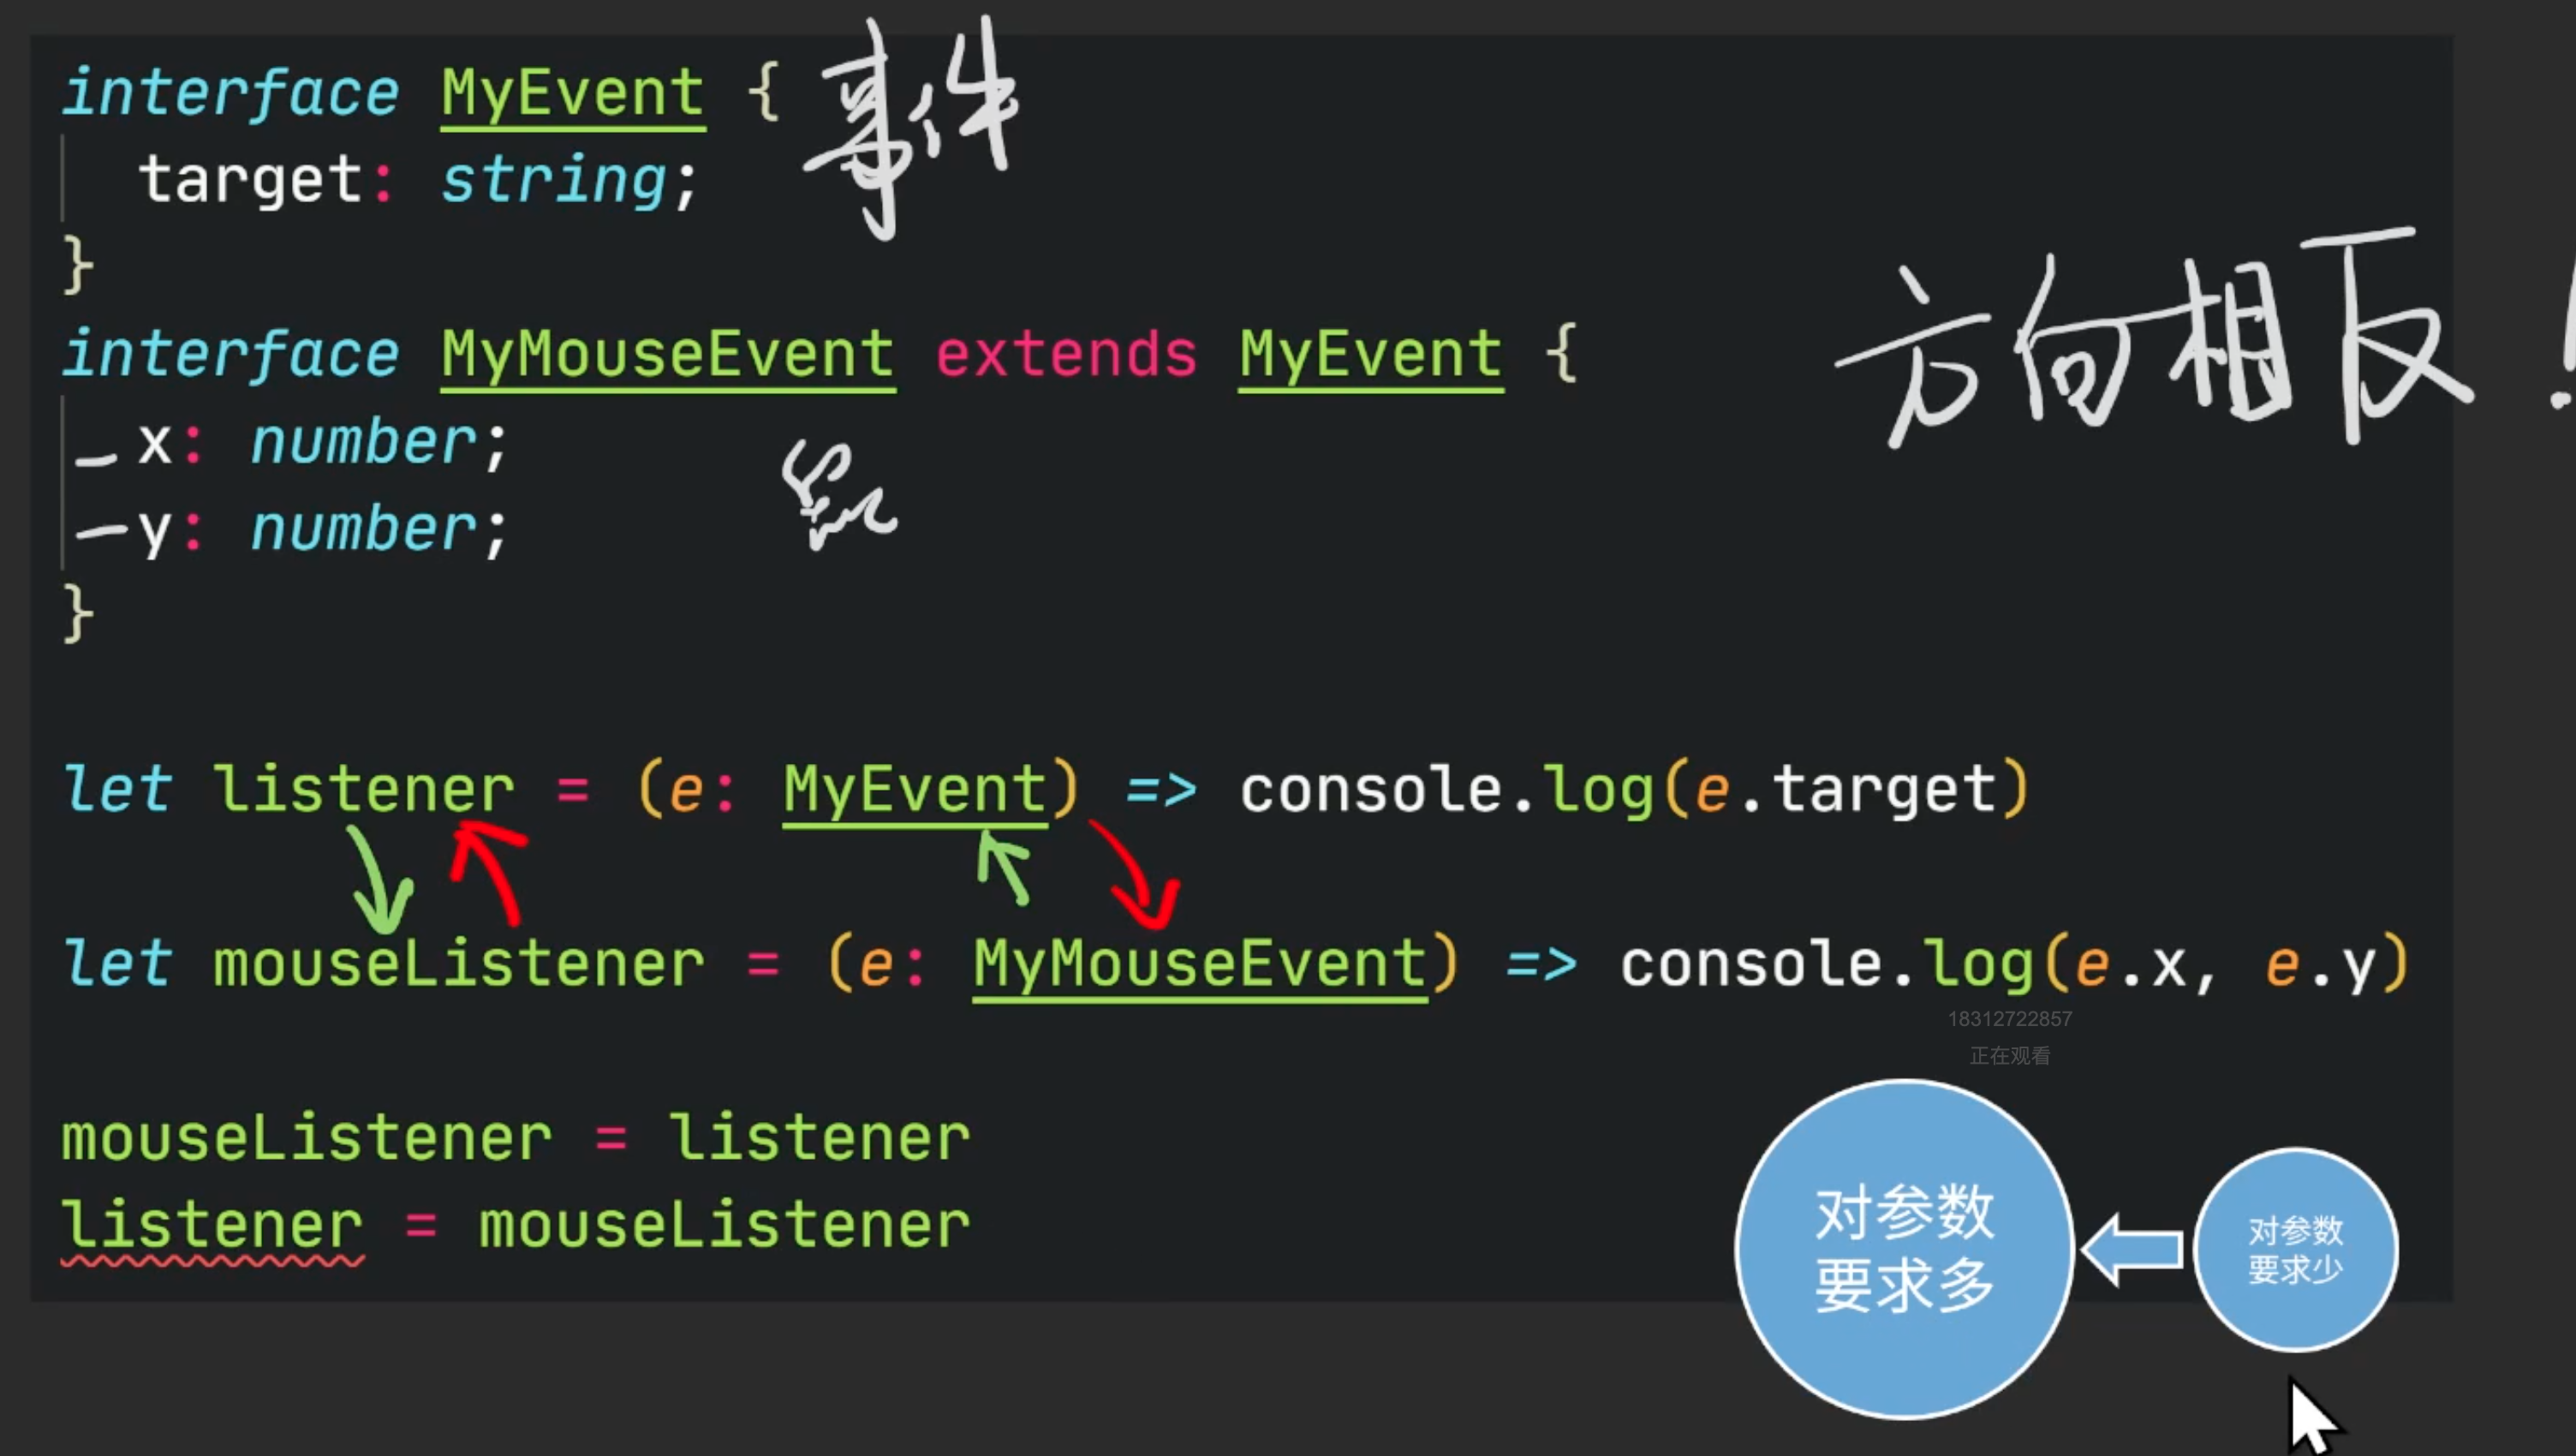 interface MyEvent {
事件
target: string;
}
interface MyMouseEvent extends MyEvent {
方向相反!
x: number;
y: number;
}
let listener = (e: MyEvent) => console.log(e.target)
let mouseListener = (e: MyMouseEvent) => console.log(e.x, e.y)
18312722857
正在观看
mouseListener = listener
listener = mouseListener
对参数
要求多
对参数
要求少